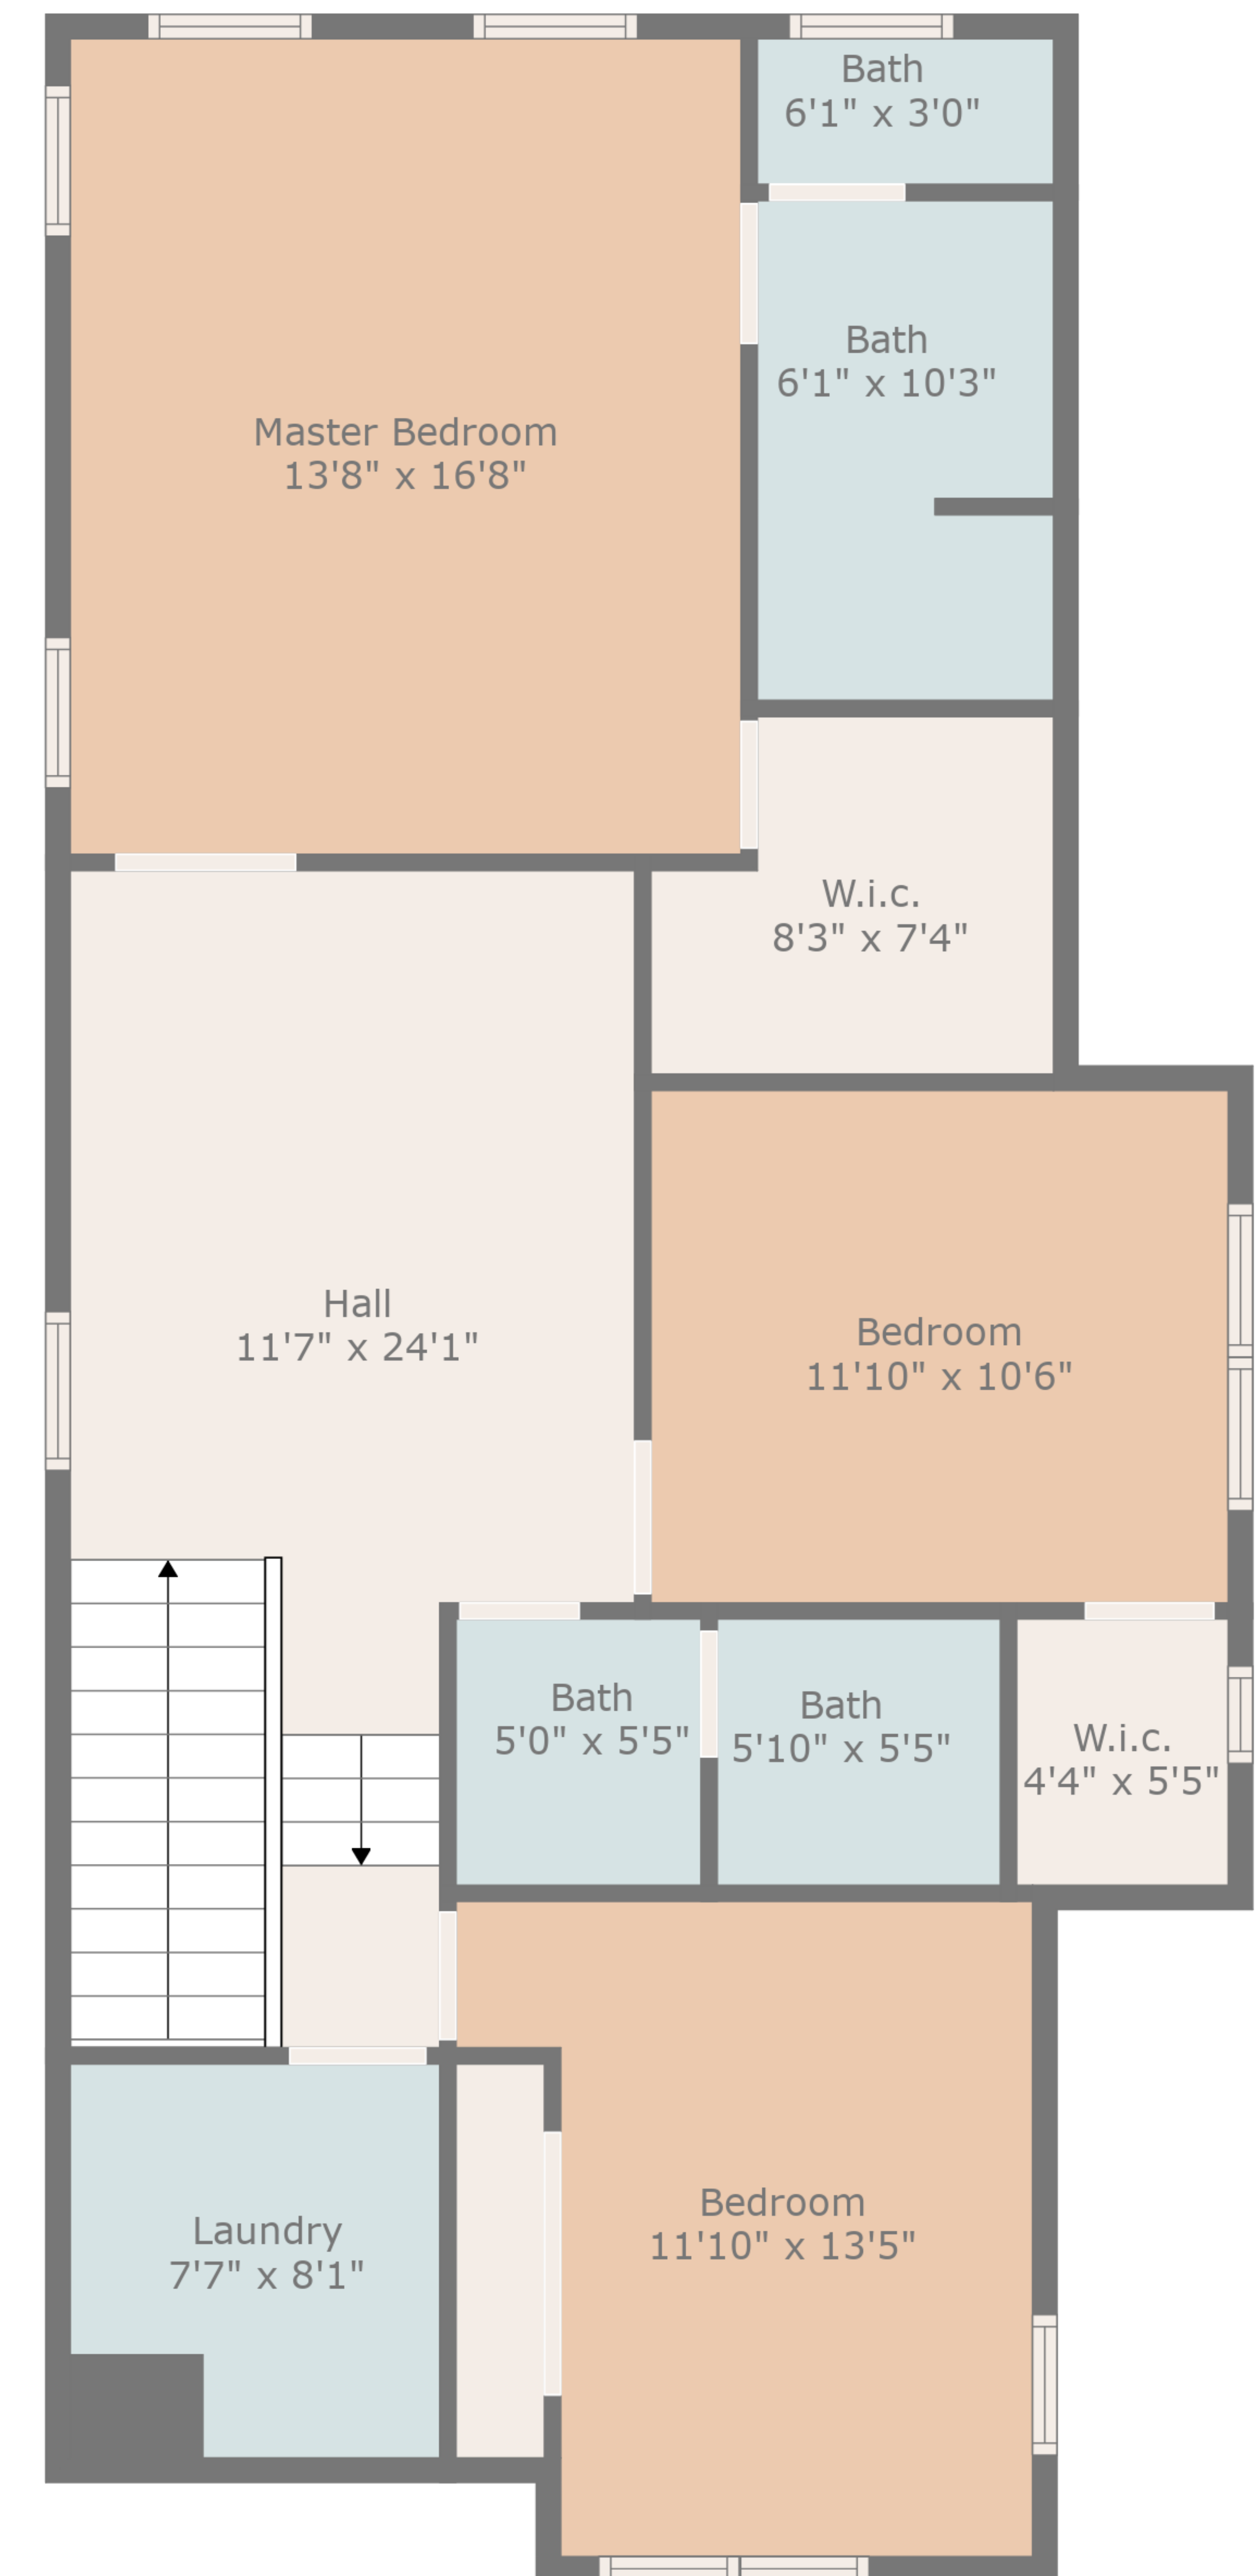 Bath
6'1" x 3'0"
Bath
6'1" x 10'3"
Master Bedroom
13'8" x 16'8"
W.i.c.
8'3" x 7'4"
Hall
11'7" x 24'1"
Bedroom
11'10" x 10'6"
Bath
5'0" x 5'5"
Bath
5'10" x 5'5"
W.i.c.
4'4" x 5'5"
Bedroom
11'10" x 13'5"
Laundry
7'7" x 8'1"